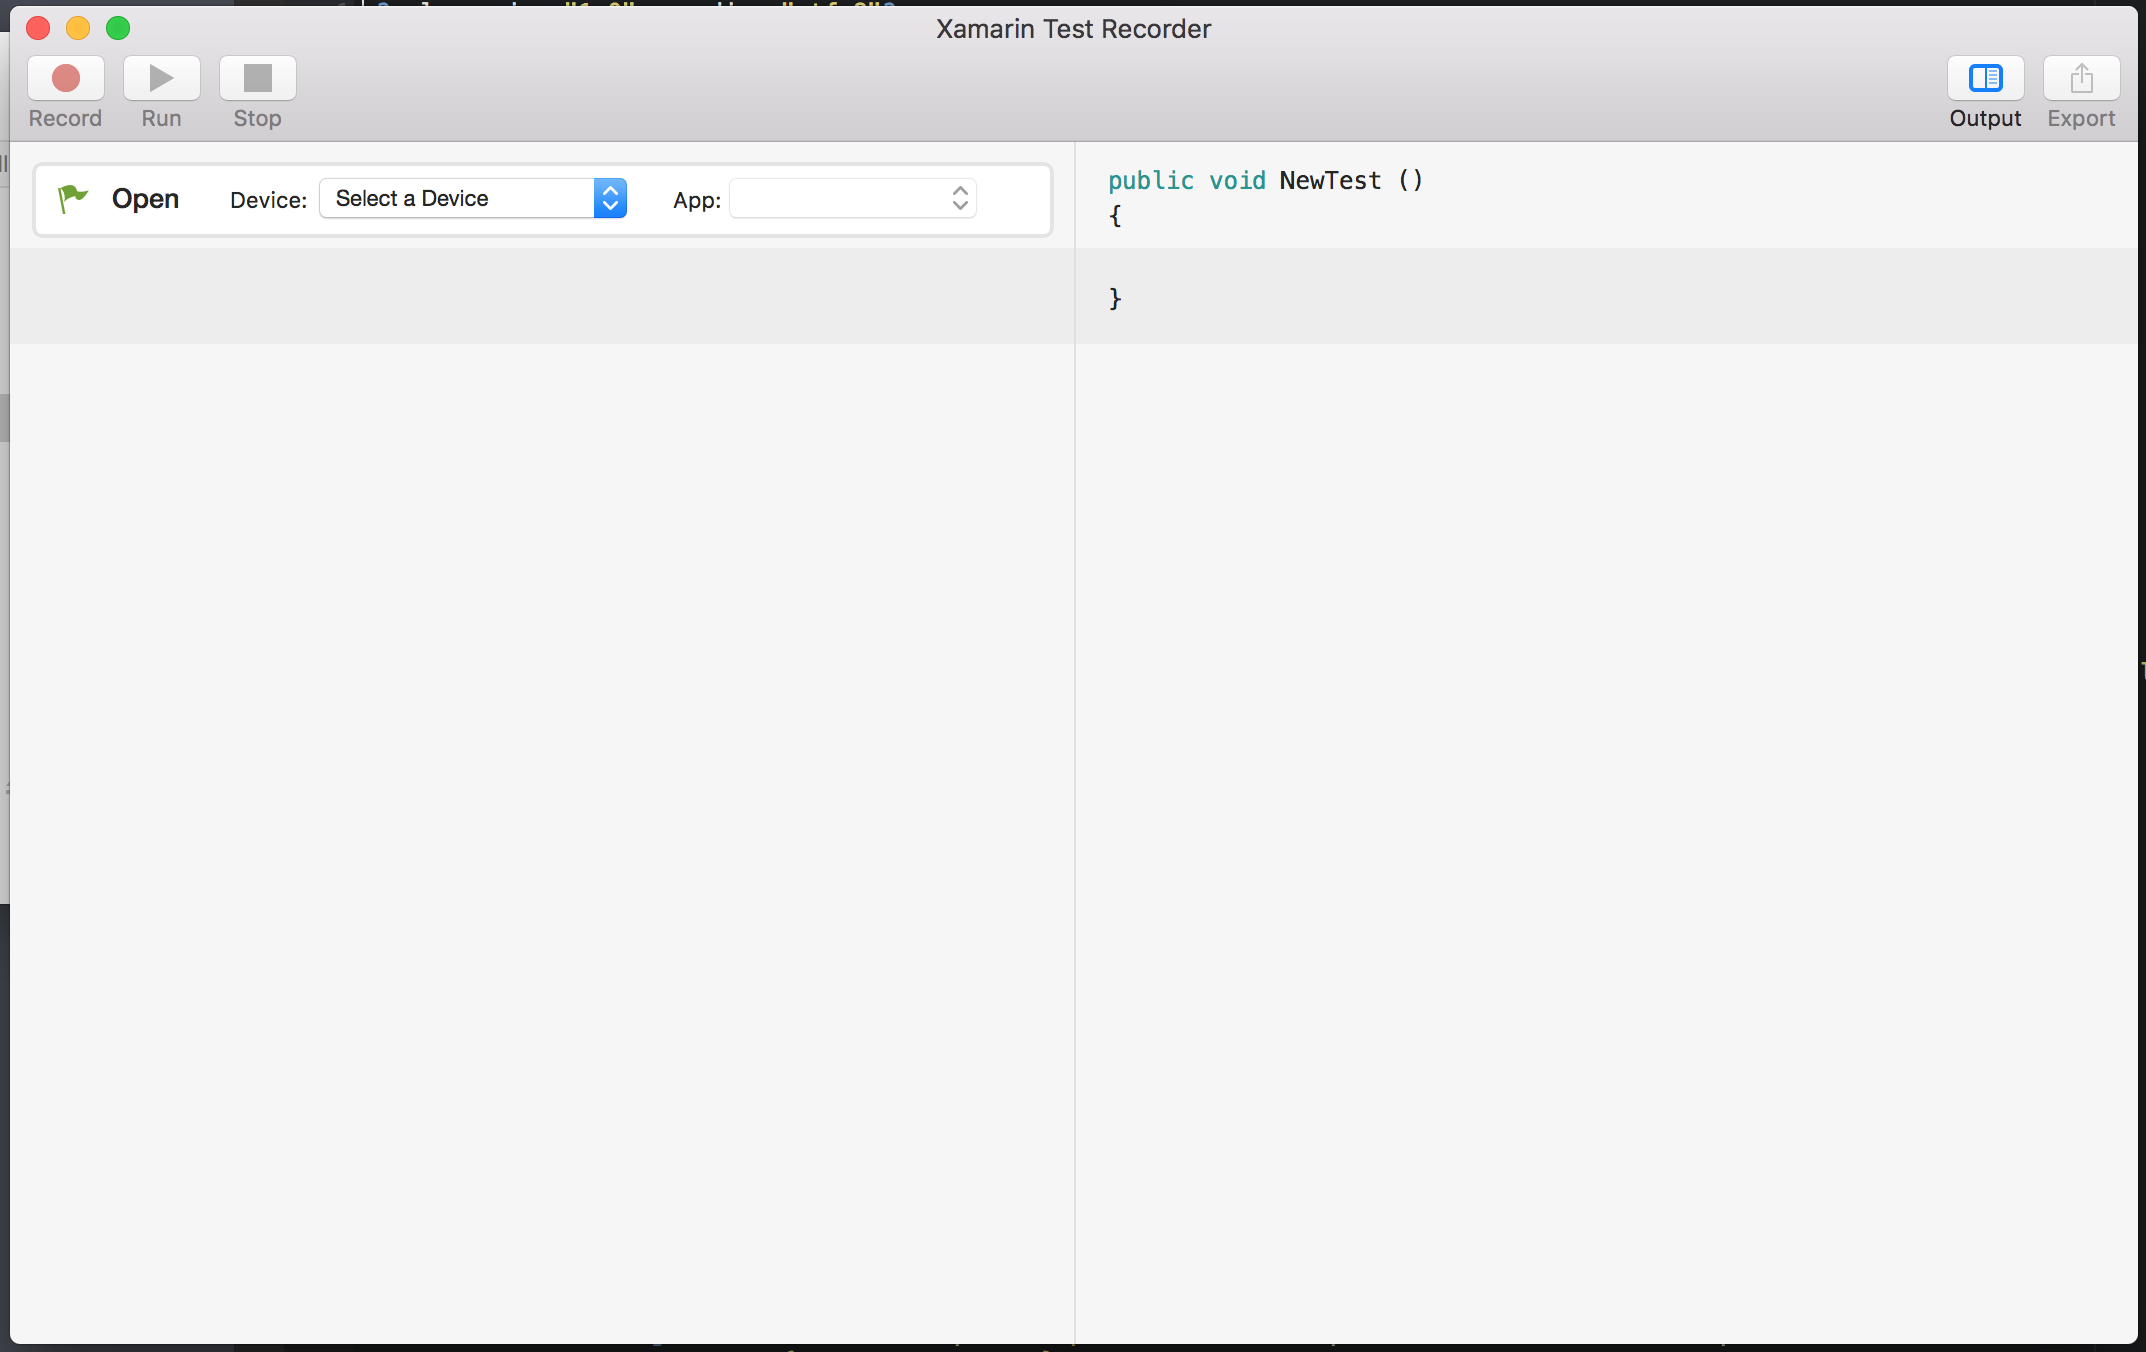 Xamarin Test Recorder
Record Run Stop Output Export
Open Device: Select a Device App:
public void NewTest ()
{
}